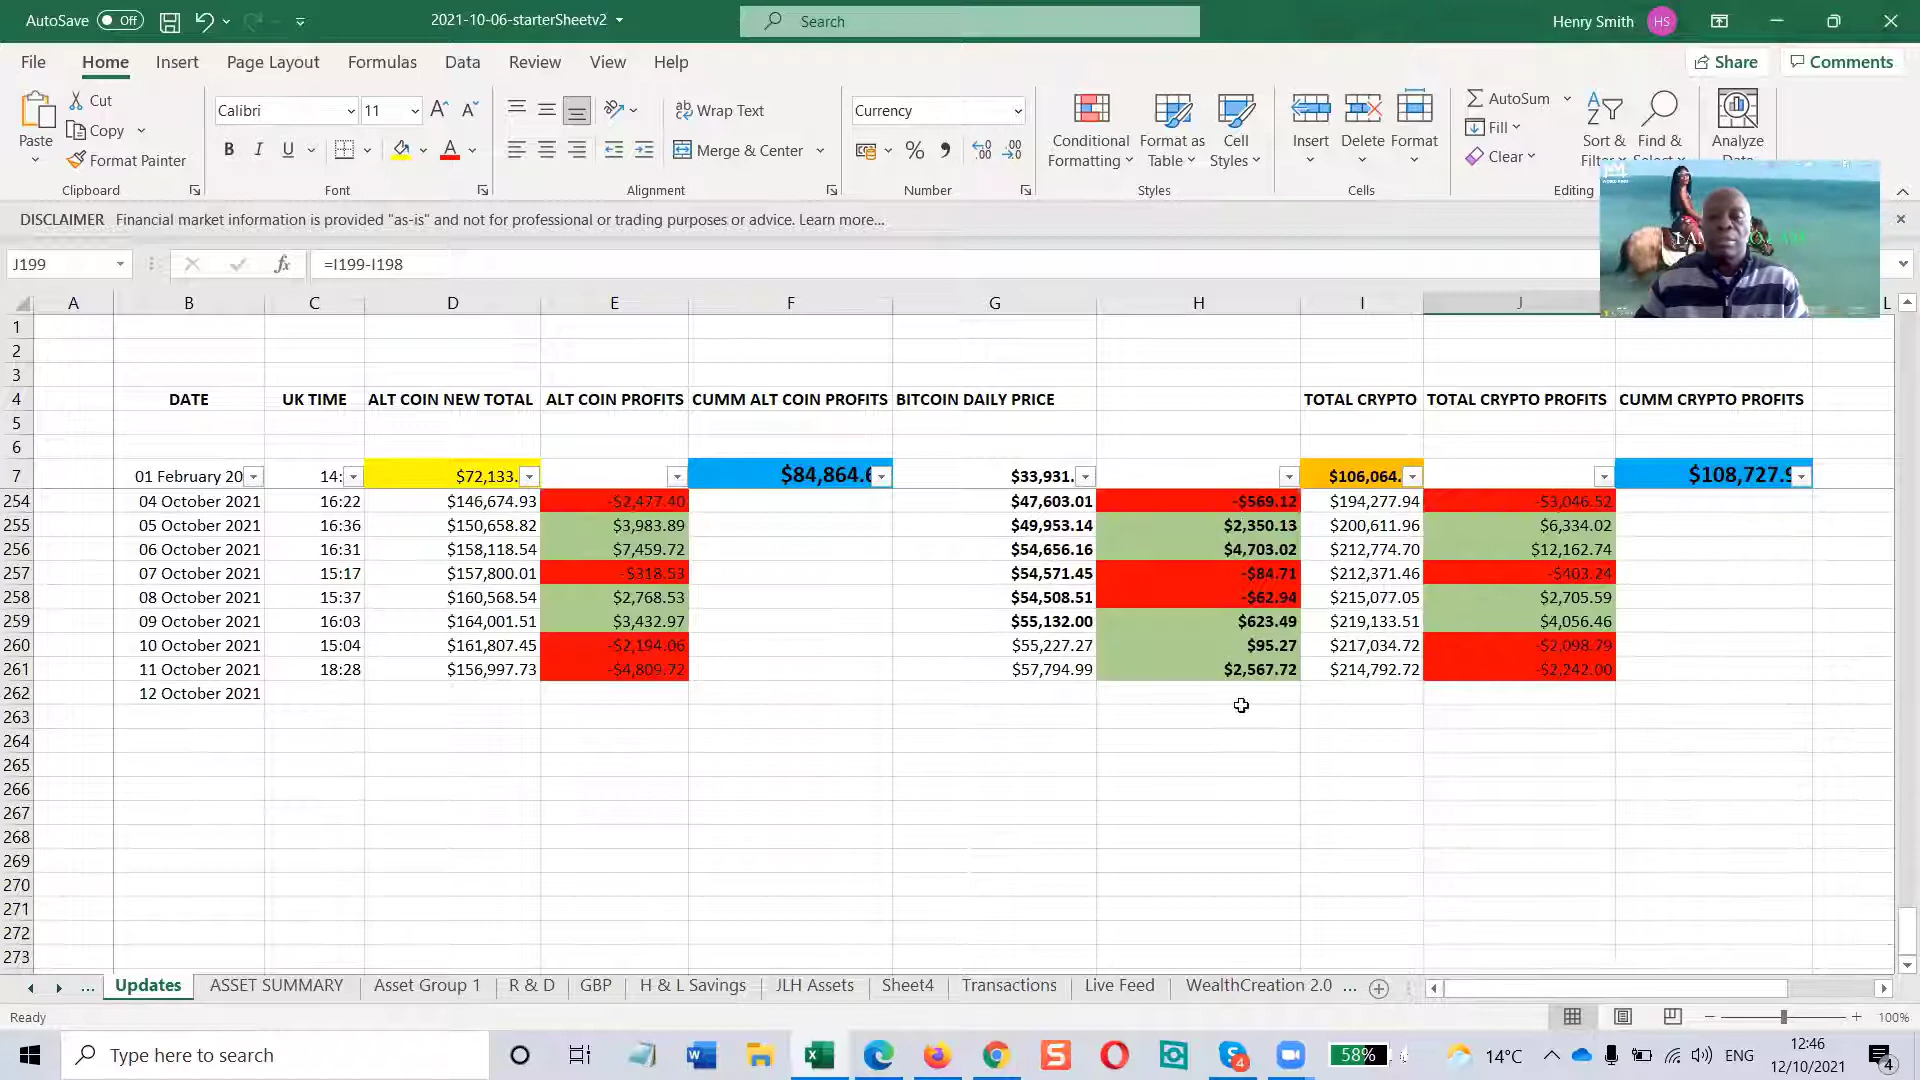 AutoSave Off 2021-10-06-starterSheetv2 Search Henry Smith HS
File Home Insert Page Layout Formulas Data Review View Help Share Comments
Paste Cut Copy Format Painter Clipboard
Calibri 11 B I U A A Font
Wrap Text Merge & Center Alignment
Currency % Number
Conditional Formatting Format as Table Cell Styles Styles
Insert Delete Format Cells
AutoSum Fill Clear Sort & Find & Analyze Editing
DISCLAIMER Financial market information is provided "as-is" and not for professional or trading purposes or advice. Learn more...
J199 fx =I199-I198
A B C D E F G H I J L
1
2
3
4 DATE UK TIME ALT COIN NEW TOTAL ALT COIN PROFITS CUMM ALT COIN PROFITS BITCOIN DAILY PRICE TOTAL CRYPTO TOTAL CRYPTO PROFITS CUMM CRYPTO PROFITS
5
6
7 01 February 20 14: $72,133. $84,864. $33,931. $106,064. $108,727.
254 04 October 2021 16:22 $146,674.93 -$2,477.40 $47,603.01 -$569.12 $194,277.94 -$3,046.52
255 05 October 2021 16:36 $150,658.82 $3,983.89 $49,953.14 $2,350.13 $200,611.96 $6,334.02
256 06 October 2021 16:31 $158,118.54 $7,459.72 $54,656.16 $4,703.02 $212,774.70 $12,162.74
257 07 October 2021 15:17 $157,800.01 -$318.53 $54,571.45 -$84.71 $212,371.46 -$403.24
258 08 October 2021 15:37 $160,568.54 $2,768.53 $54,508.51 -$62.94 $215,077.05 $2,705.59
259 09 October 2021 16:03 $164,001.51 $3,432.97 $55,132.00 $623.49 $219,133.51 $4,056.46
260 10 October 2021 15:04 $161,807.45 -$2,194.06 $55,227.27 $95.27 $217,034.72 -$2,098.79
261 11 October 2021 18:28 $156,997.73 -$4,809.72 $57,794.99 $2,567.72 $214,792.72 -$2,242.00
262 12 October 2021
263
264
265
266
267
268
269
270
271
272
273
... Updates ASSET SUMMARY Asset Group 1 R & D GBP H & L Savings JLH Assets Sheet4 Transactions Live Feed WealthCreation 2.0 ...
Ready 100%
Type here to search 58% 14°C ENG 12:46
12/10/2021 4